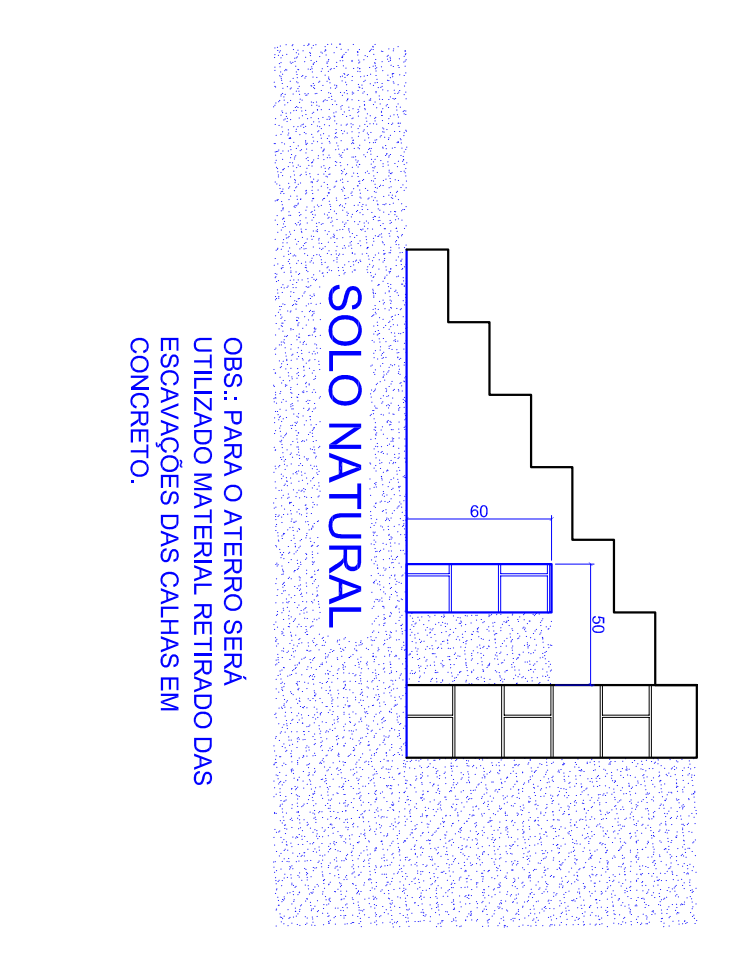 60
50
SOLO NATURAL
OBS.: PARA O ATERRO SERÁ
UTILIZADO MATERIAL RETIRADO DAS
ESCAVAÇÕES DAS CALHAS EM
CONCRETO.